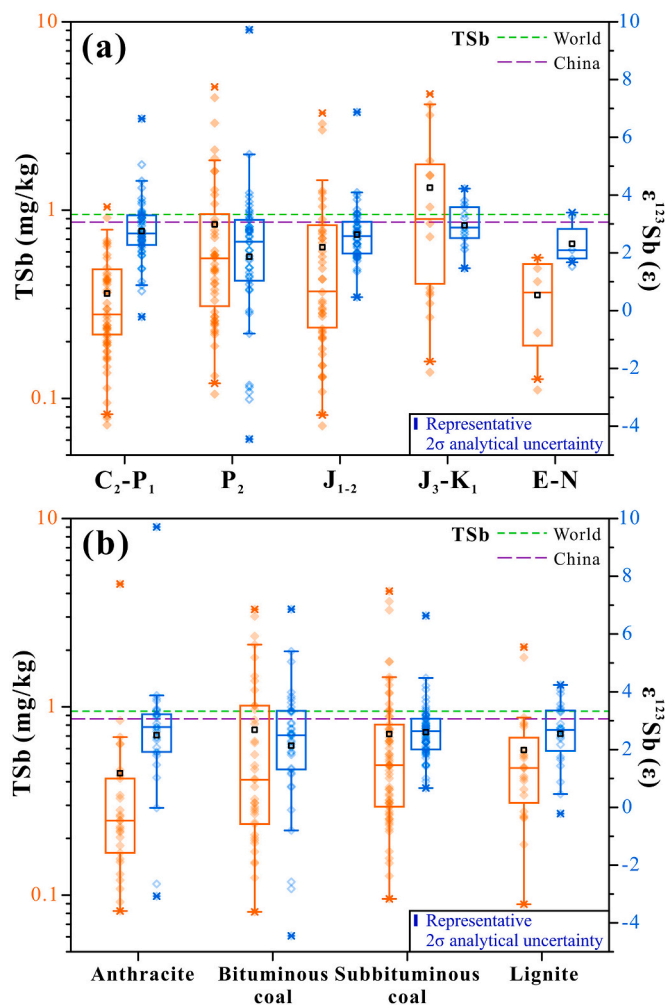 (a)
TSb
World
China
10
1
0.1
TSb (mg/kg)
10
8
6
4
2
0
-2
-4
ε¹²³Sb (ε)
Representative
2σ analytical uncertainty
C₂-P₁
P₂
J₁₋₂
J₃-K₁
E-N
(b)
TSb
World
China
10
1
0.1
TSb (mg/kg)
10
8
6
4
2
0
-2
-4
ε¹²³Sb (ε)
Representative
2σ analytical uncertainty
Anthracite
Bituminous
coal
Subbituminous
coal
Lignite